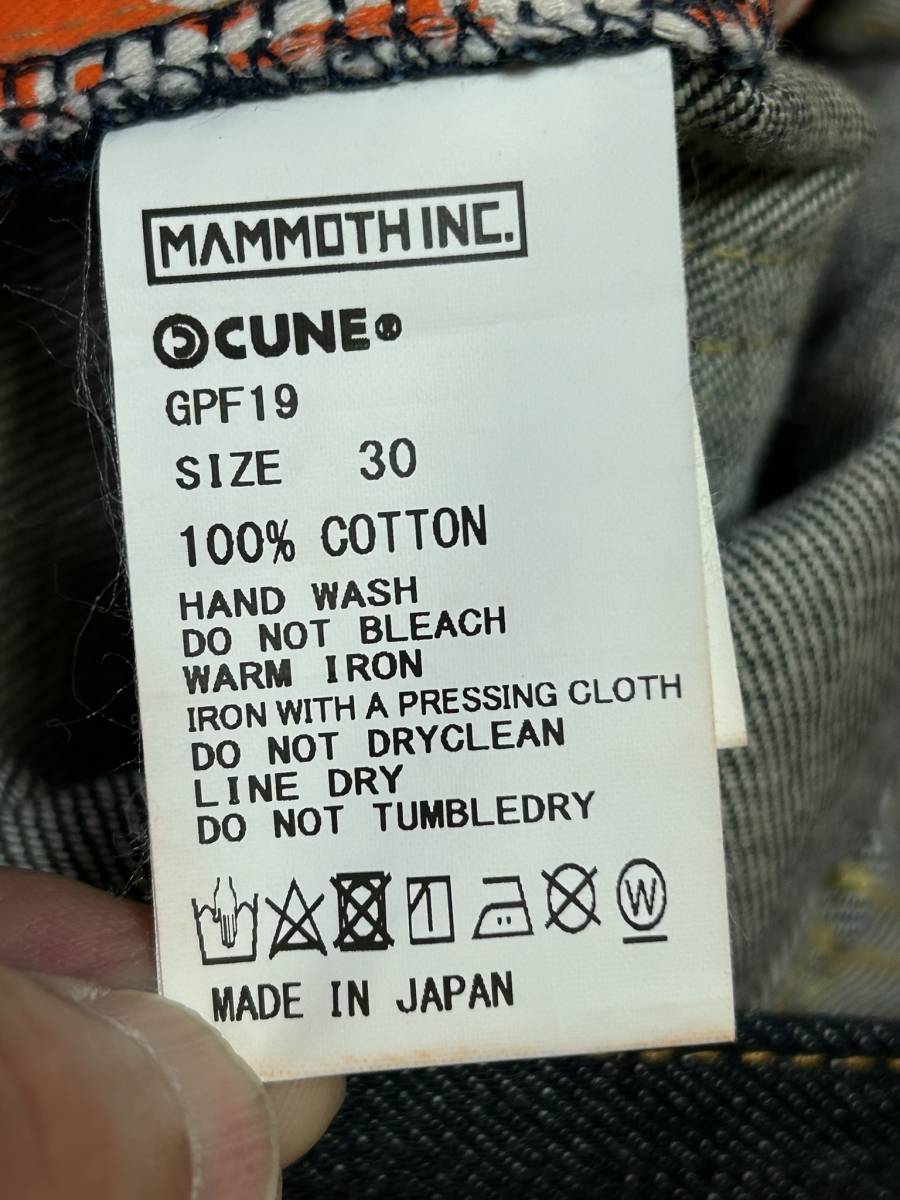 MAMMOTH INC.
CUNE®
GPF19
SIZE 30
100% COTTON
HAND WASH
DO NOT BLEACH
WARM IRON
IRON WITH A PRESSING CLOTH
DO NOT DRYCLEAN
LINE DRY
DO NOT TUMBLEDRY
W
MADE IN JAPAN